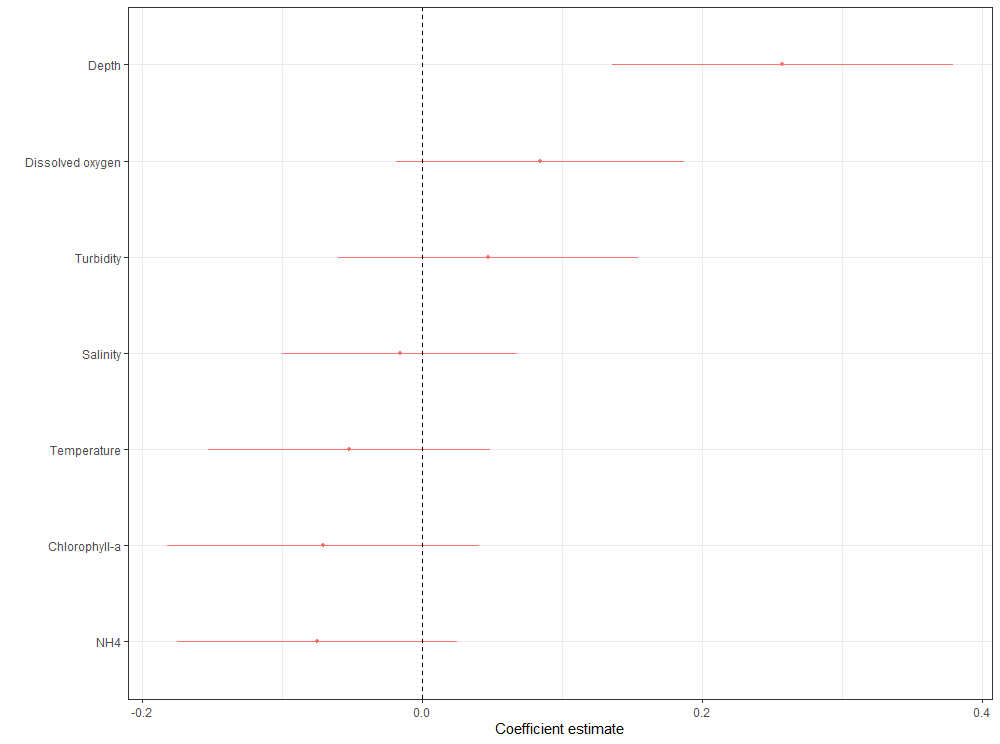 Depth
Dissolved oxygen
Turbidity
Salinity
Temperature
Chlorophyll-a
NH4
-0.2 0.0 0.2 0.4
Coefficient estimate